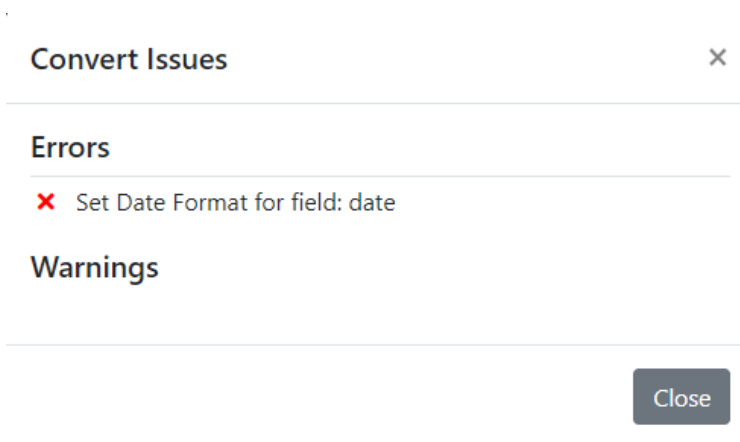 Convert Issues
Errors
Set Date Format for field: date
Warnings
Close